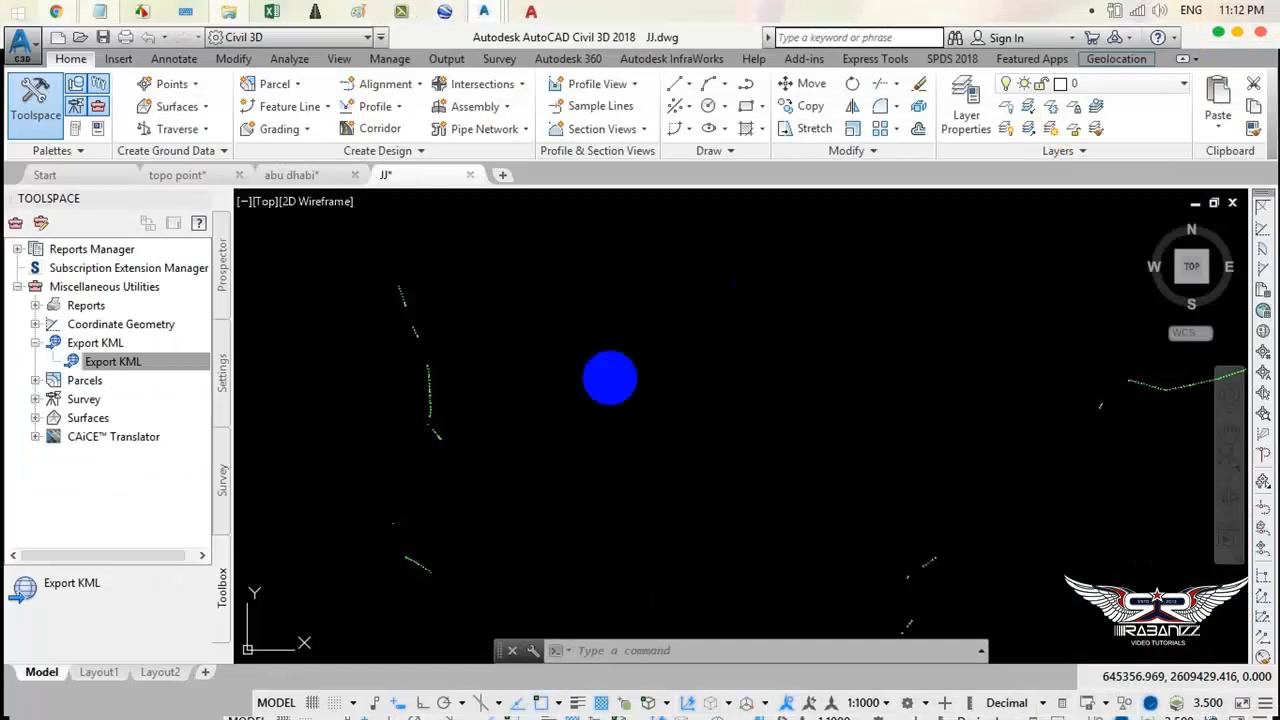 ENG
11:12 PM
Civil 3D
Autodesk AutoCAD Civil 3D 2018 JJ.dwg
Type a keyword or phrase
Sign In
C3D
Home Insert Annotate Modify Analyze View Manage Output Survey Autodesk 360 Autodesk InfraWorks Help Add-ins Express Tools SPDS 2018 Featured Apps Geolocation
Toolspace
Points
Surfaces
Traverse
Parcel
Feature Line
Grading
Alignment
Profile
Corridor
Intersections
Assembly
Pipe Network
Profile View
Sample Lines
Section Views
Move
Copy
Stretch
Layer
Properties
0
Paste
Palettes Create Ground Data Create Design Profile & Section Views Draw Modify Layers Clipboard
Start topo point* abu dhabi* JJ*
TOOLSPACE
[−][Top][2D Wireframe]
Reports Manager
Subscription Extension Manager
Miscellaneous Utilities
Reports
Coordinate Geometry
Export KML
Export KML
Parcels
Survey
Surfaces
CAiCE™ Translator
Prospector
Settings
Survey
Toolbox
N
W TOP E
S
WCS
Export KML
Y
X
Type a command
ESTD 2013
RABANIZZ
VIDEO TUTORIALS
Model Layout1 Layout2
645356.969, 2609429.416, 0.000
MODEL
1:1000
Decimal
3.500